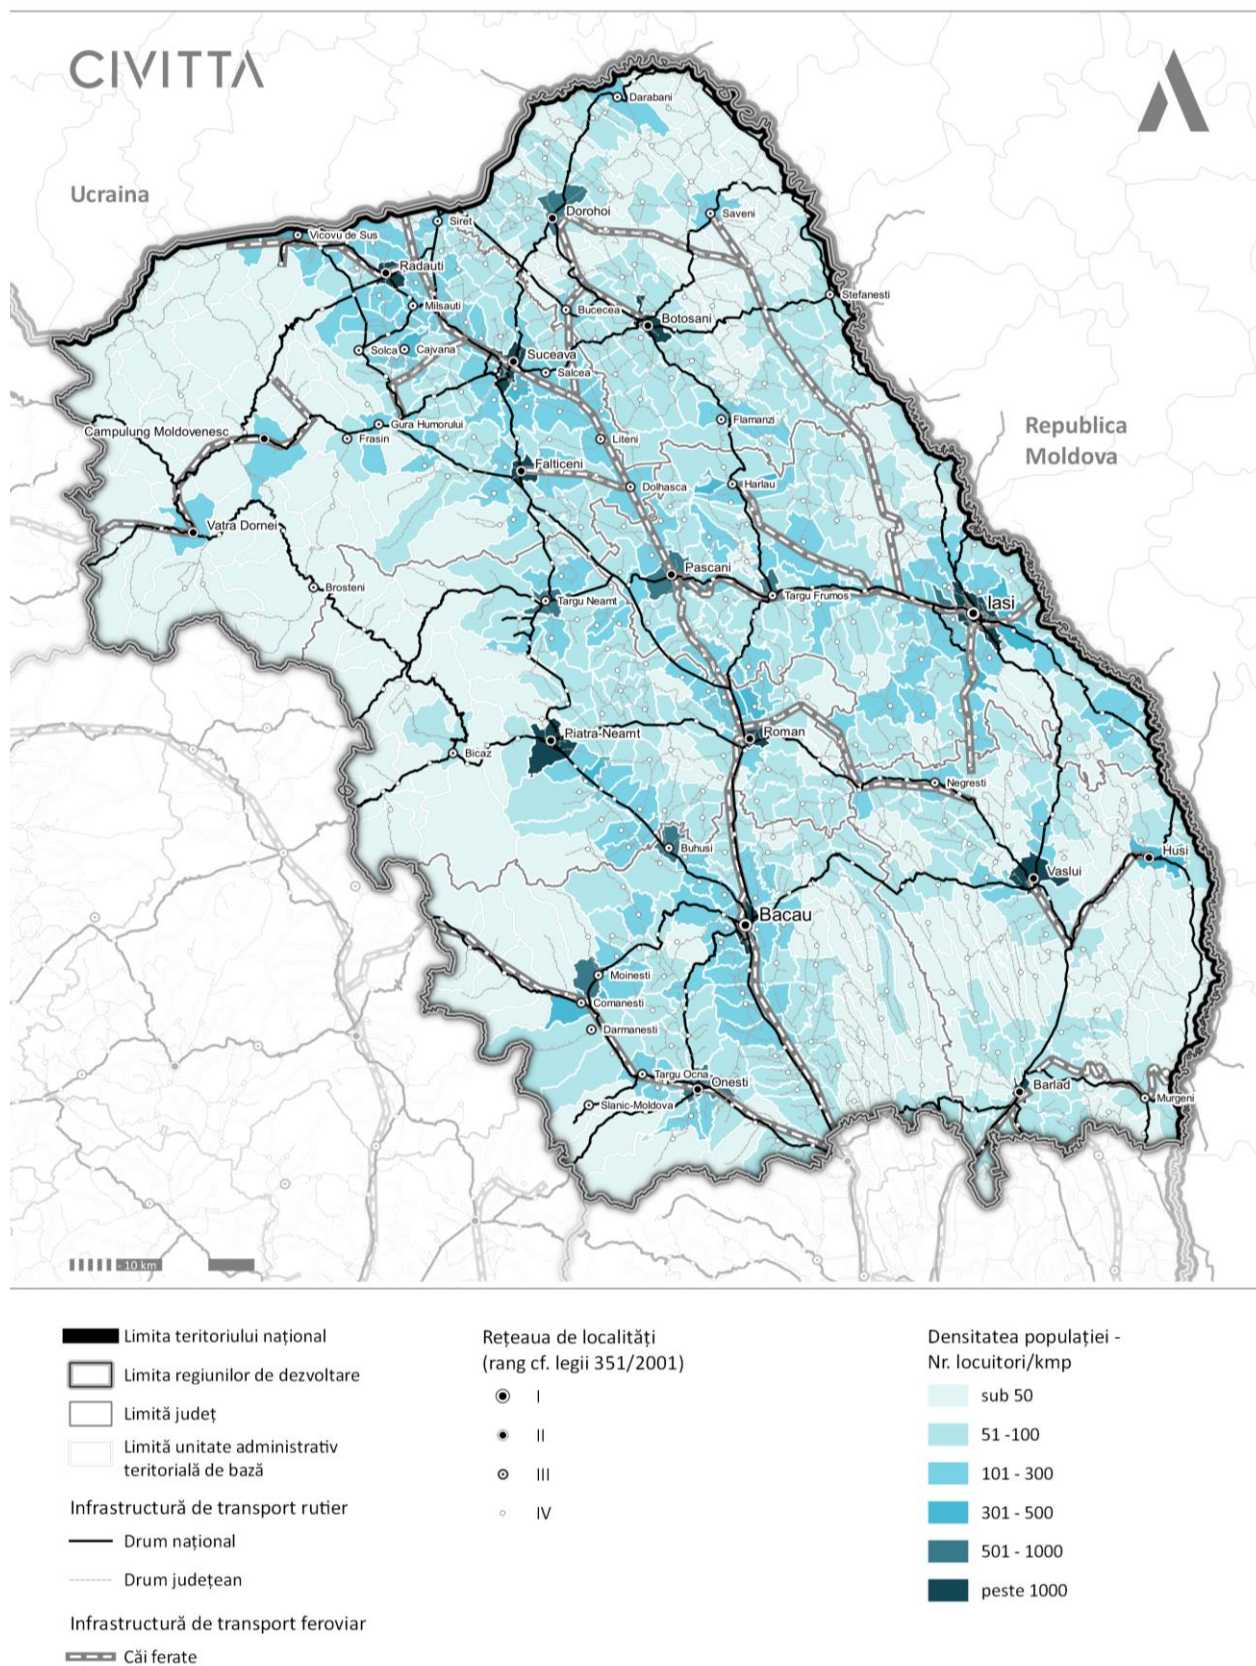 CIVITTA
Ucraina
Republica
Moldova
Darabani
Dorohoi
Saveni
Siret
Vicovu de Sus
Radauti
Milsauti
Bucecea
Botosani
Stefanesti
Solca
Cajvana
Suceava
Salcea
Campulung Moldovenesc
Gura Humorului
Frasin
Flamanzi
Liteni
Falticeni
Dolhasca
Harlau
Vatra Dornei
Brosteni
Targu Neamt
Pascani
Targu Frumos
Iasi
Piatra-Neamt
Bicaz
Roman
Negresti
Buhusi
Vaslui
Husi
Bacau
Moinesti
Comanesti
Darmanesti
Targu Ocna
Onesti
Slanic-Moldova
Barlad
Murgeni
- 10 km
Limita teritoriului național
Limita regiunilor de dezvoltare
Limită județ
Limită unitate administrativ
teritorială de bază
Infrastructură de transport rutier
Drum național
Drum județean
Infrastructură de transport feroviar
Căi ferate
Rețeaua de localități
(rang cf. legii 351/2001)
I
II
III
IV
Densitatea populației -
Nr. locuitori/kmp
sub 50
51 -100
101 - 300
301 - 500
501 - 1000
peste 1000